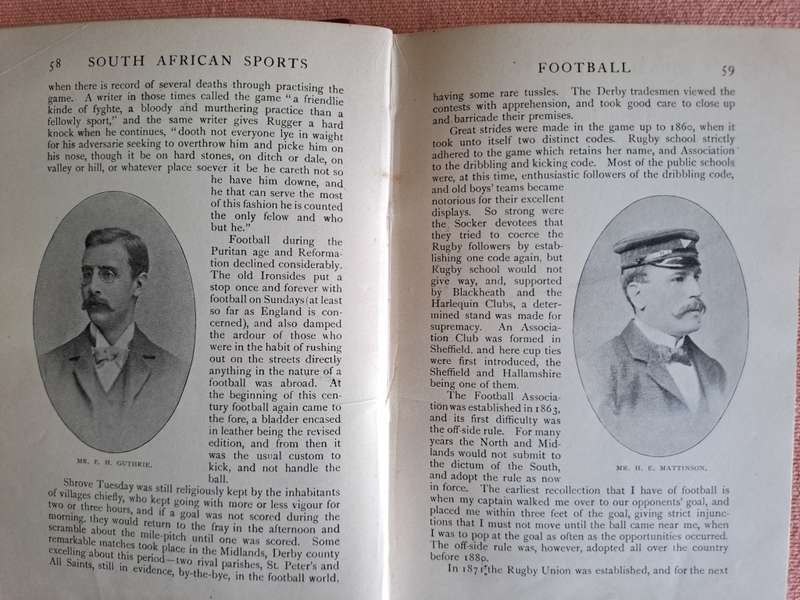 58 SOUTH AFRICAN SPORTS
when there is record of several deaths through practising the
game. A writer in those times called the game "a friendlie
kinde of fyghte, a bloody and murthering practice than a
fellowly sport," and the same writer gives Rugger a hard
knock when he continues, "dooth not everyone lye in waight
for his adversarie seeking to overthrow him and picke him on
his nose, though it be on hard stones, on ditch or dale, on
valley or hill, or whatever place soever it be he careth not so
he have him downe, and
he that can serve the most
of this fashion he is counted
the only felow and who
but he."
Football during the
Puritan age and Reforma-
tion declined considerably.
The old Ironsides put a
stop once and forever with
football on Sundays (at least
so far as England is con-
cerned), and also damped
the ardour of those who
were in the habit of rushing
out on the streets directly
anything in the nature of a
football was abroad. At
the beginning of this cen-
tury football again came to
the fore, a bladder encased
in leather being the revised
edition, and from then it
was the usual custom to
kick, and not handle the
ball.
MR. F. H. GUTHRIE.
Shrove Tuesday was still religiously kept by the inhabitants
of villages chiefly, who kept going with more or less vigour for
two or three hours, and if a goal was not scored during the
morning, they would return to the fray in the afternoon and
scramble about the mile-pitch until one was scored. Some
remarkable matches took place in the Midlands, Derby county
excelling about this period—two rival parishes, St. Peter's and
All Saints, still in evidence, by-the-bye, in the football world.
FOOTBALL 59
having some rare tussles. The Derby tradesmen viewed the
contests with apprehension, and took good care to close up
and barricade their premises.
Great strides were made in the game up to 1860, when it
took unto itself two distinct codes. Rugby school strictly
adhered to the game which retains her name, and Association
to the dribbling and kicking code. Most of the public schools
were, at this time, enthusiastic followers of the dribbling code,
and old boys' teams became
notorious for their excellent
displays. So strong were
the Socker devotees that
they tried to coerce the
Rugby followers by estab-
lishing one code again, but
Rugby school would not
give way, and, supported
by Blackheath and the
Harlequin Clubs, a deter-
mined stand was made for
supremacy. An Associa-
tion Club was formed in
Sheffield, and here cup ties
were first introduced, the
Sheffield and Hallamshire
being one of them.
The Football Associa-
tion was established in 1863,
and its first difficulty was
the off-side rule. For many
years the North and Mid-
lands would not submit to
the dictum of the South,
and adopt the rule as now
MR. H. E. MATTINSON.
in force. The earliest recollection that I have of football is
when my captain walked me over to our opponents' goal, and
placed me within three feet of the goal, giving strict injunc-
tions that I must not move until the ball came near me, when
I was to pop at the goal as often as the opportunities occurred.
The off-side rule was, however, adopted all over the country
before 1880.
In 1871 the Rugby Union was established, and for the next